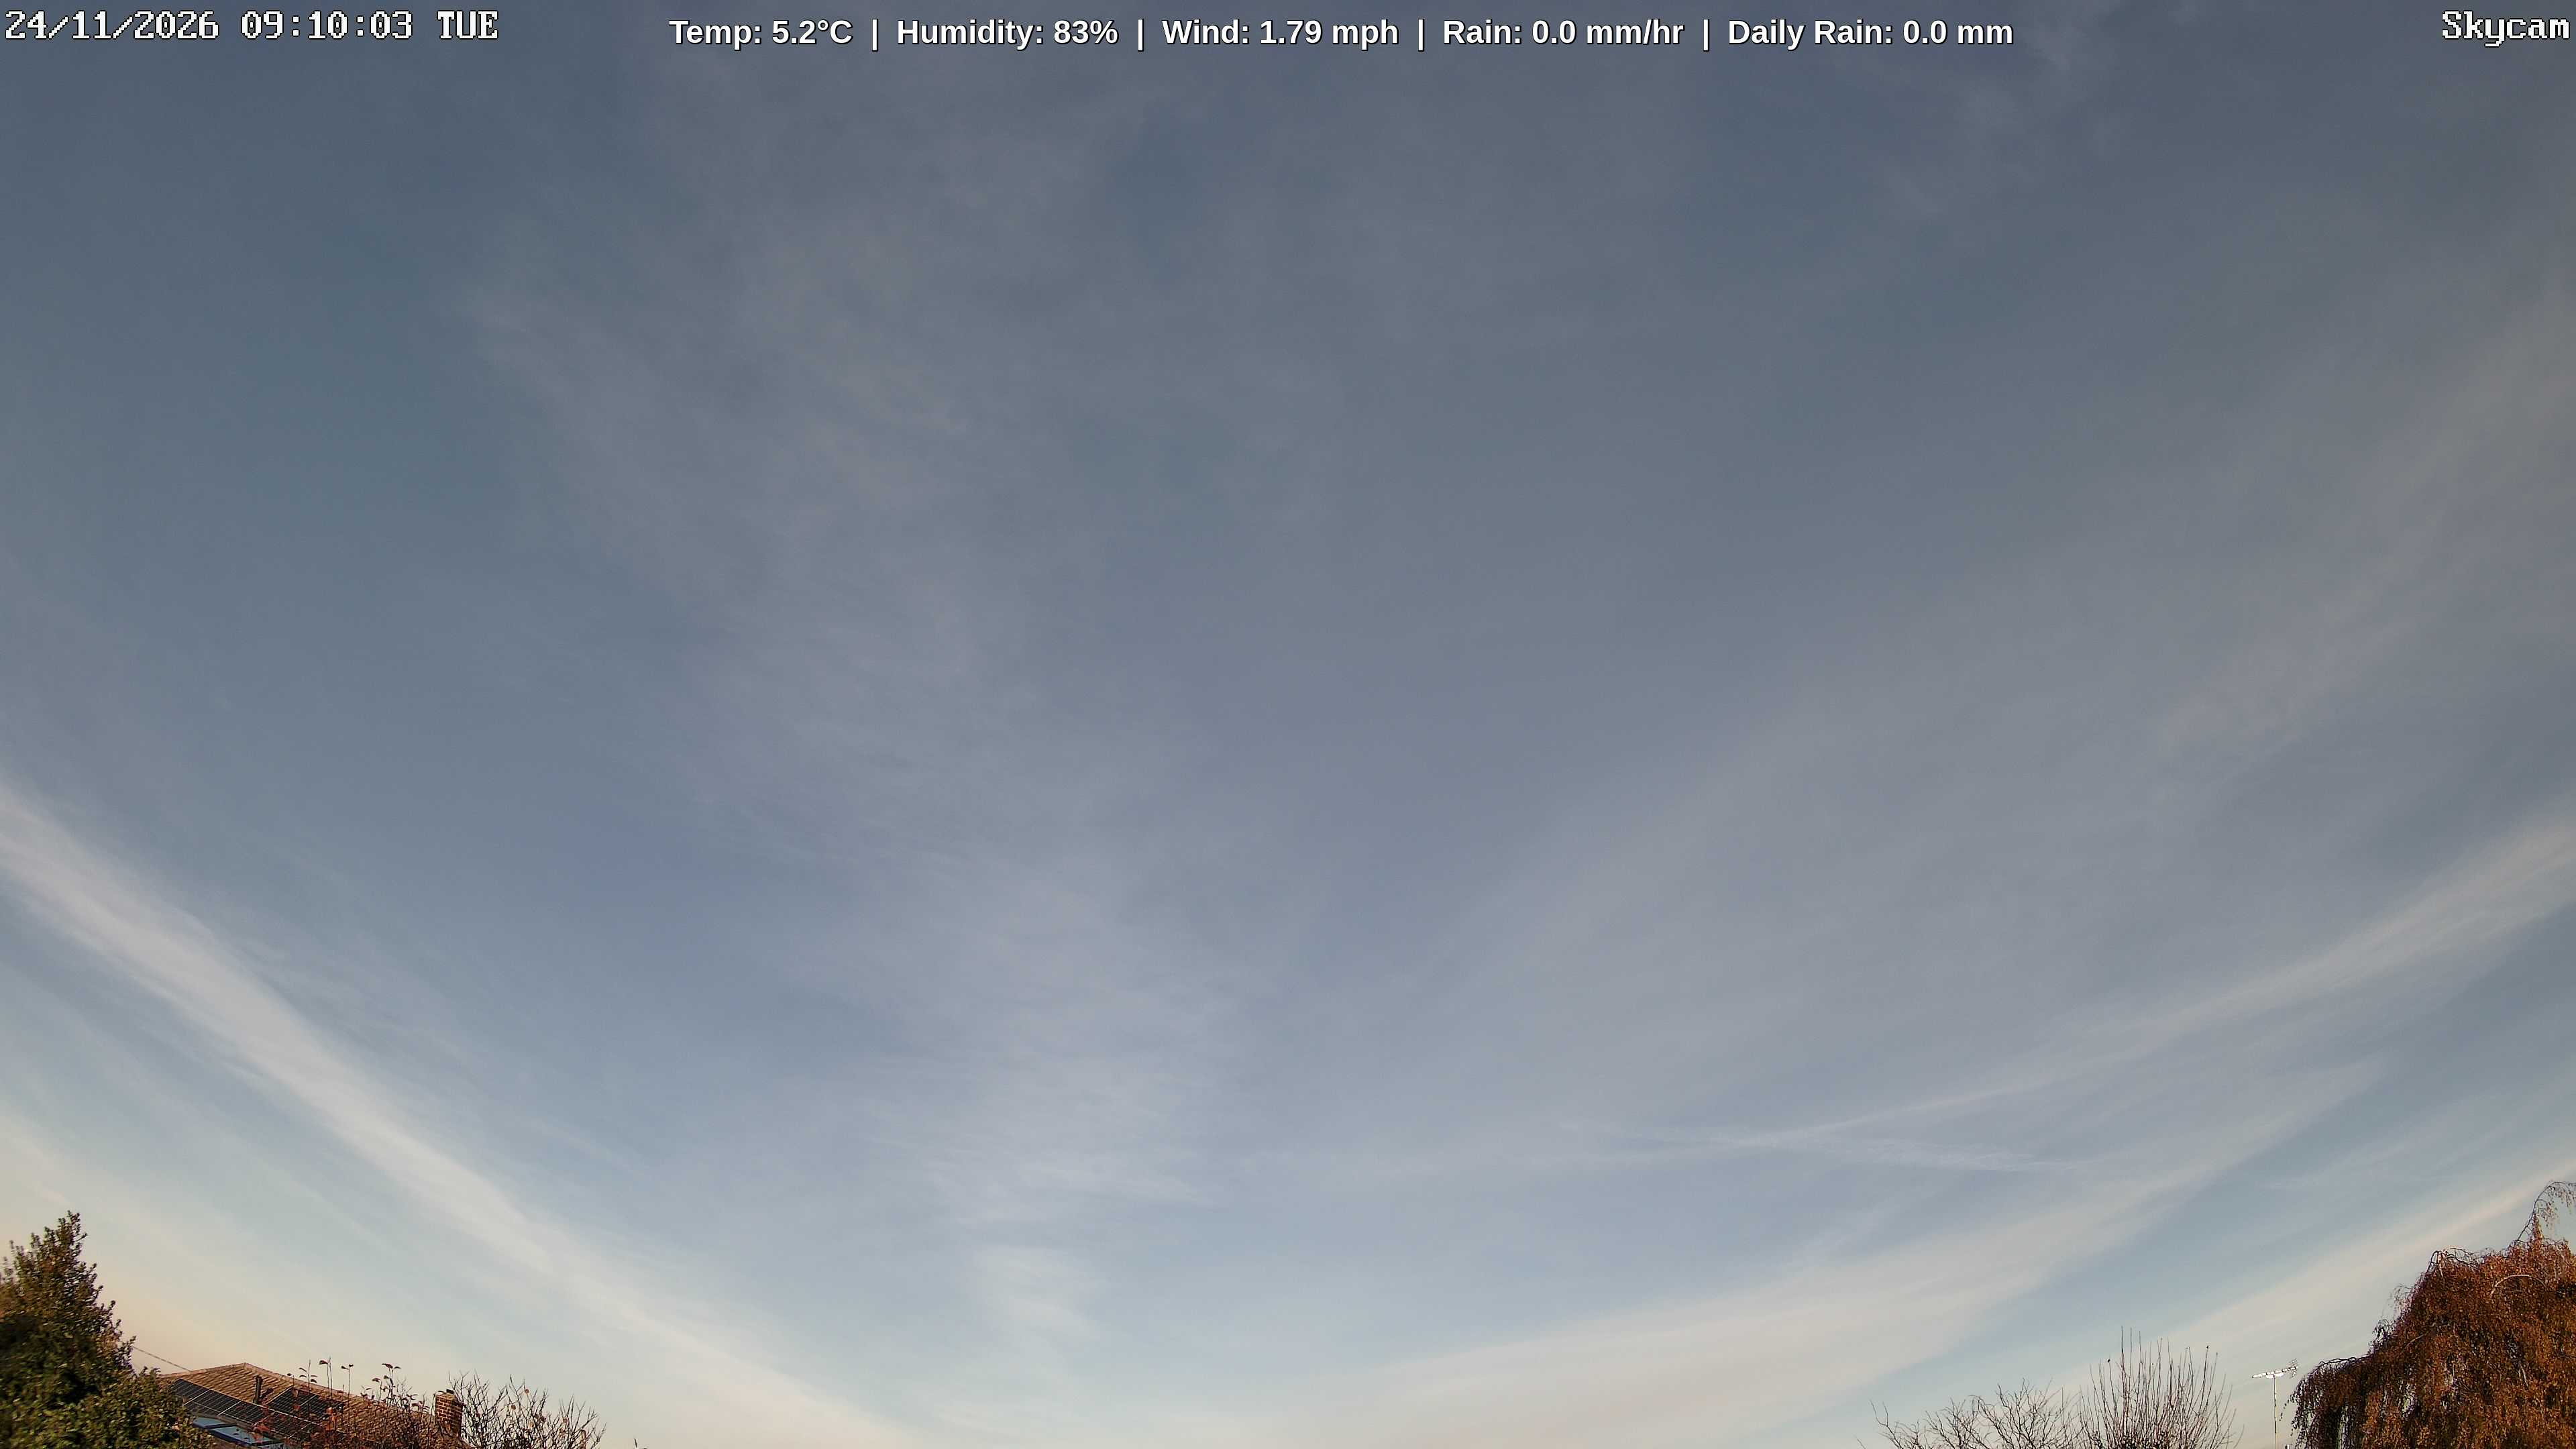 24/11/2026 09:10:03 TUE
Temp: 5.2°C | Humidity: 83% | Wind: 1.79 mph | Rain: 0.0 mm/hr | Daily Rain: 0.0 mm
Skycam